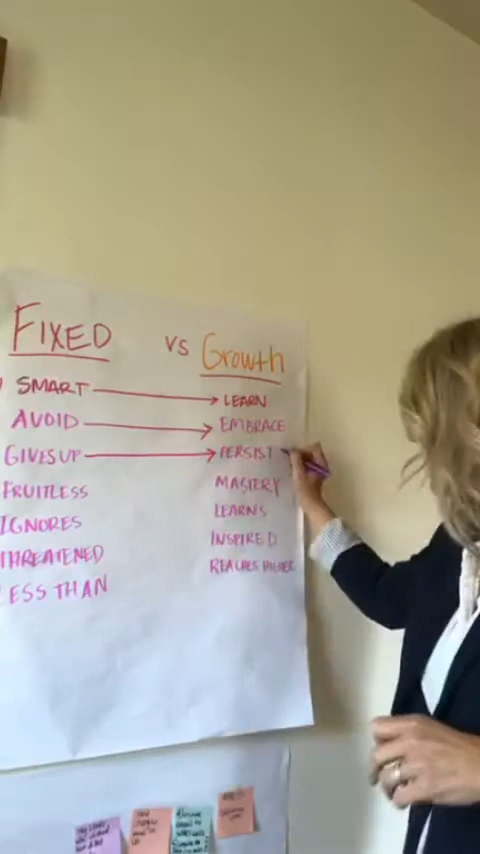 FIXED vs Growth
SMART LEARN
AVOID EMBRACE
GIVES UP PERSIST
FRUITLESS MASTERY
IGNORES LEARNS
THREATENED INSPIRED
LESS THAN REACHES HIGHER